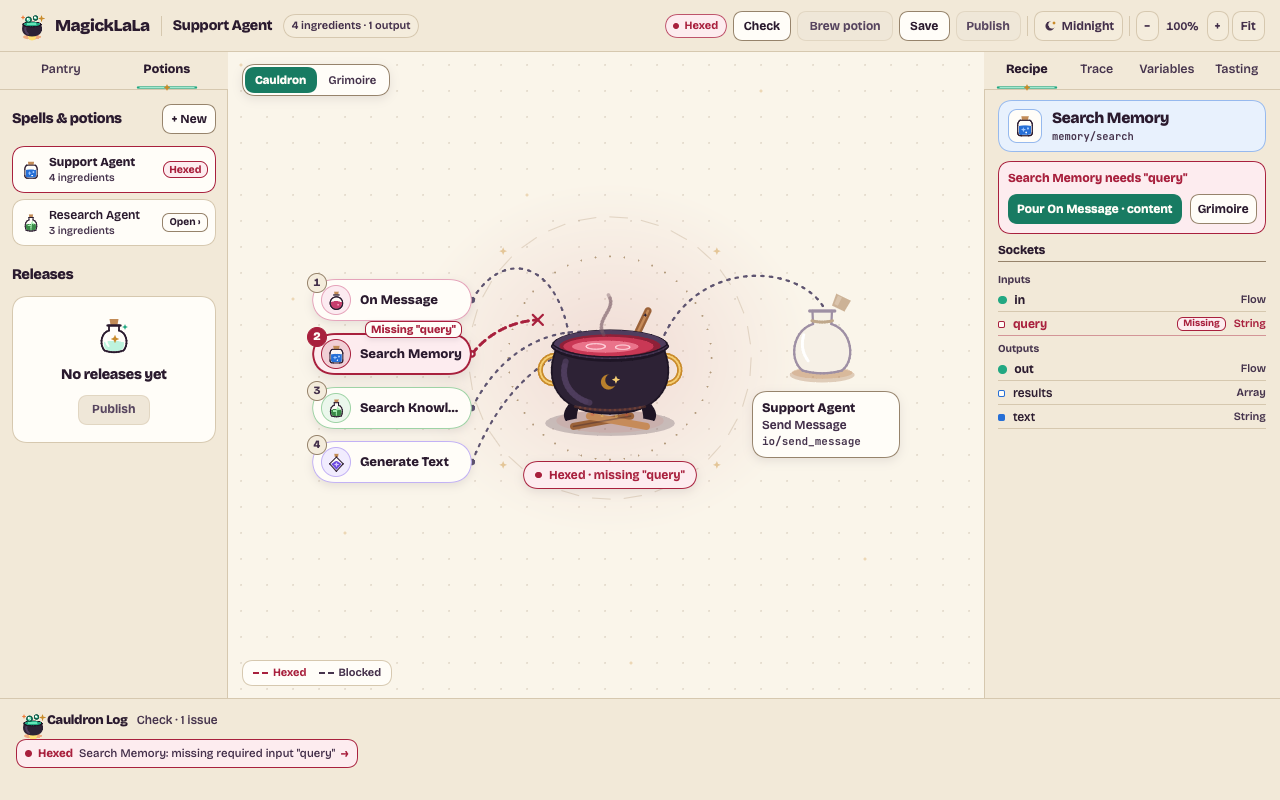 MagickLaLa
Support Agent
4 ingredients · 1 output
Hexed
Check
Brew potion
Save
Publish
Midnight
−
100%
+
Fit
Pantry
Potions
Spells & potions
+ New
Support Agent
4 ingredients
Hexed
Research Agent
3 ingredients
Open ›
Releases
No releases yet
Publish
Cauldron
Grimoire
1
On Message
Missing "query"
2
Search Memory
3
Search Knowl...
4
Generate Text
Hexed · missing "query"
Support Agent
Send Message
io/send_message
Hexed
Blocked
Recipe
Trace
Variables
Tasting
Search Memory
memory/search
Search Memory needs "query"
Pour On Message · content
Grimoire
Sockets
Inputs
in
Flow
query
Missing
String
Outputs
out
Flow
results
Array
text
String
Cauldron Log
Check · 1 issue
Hexed Search Memory: missing required input "query" →